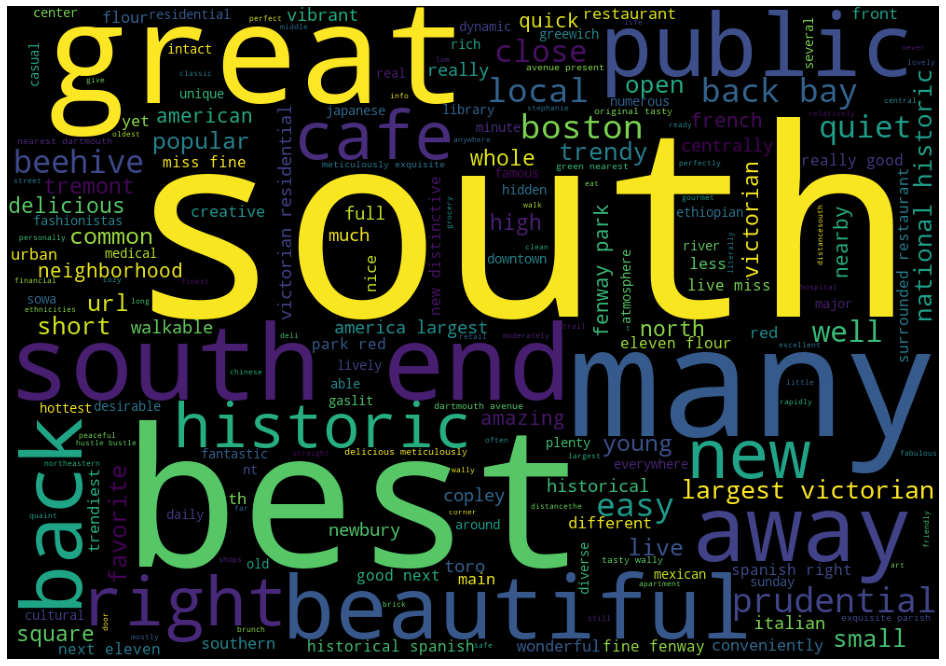 center
flour
residential
vibrant
dynamic
quick
restaurant
greewich
several
front
casual
great
intact
perfect
middle
life
low
rich
close
public
never
lovely
give
classic
real
really
avenue present
unique
info
local
open
back bay
numerous
central
oldest
american
japanese
library
stephanie
original tasty
relatively
nearest dartmouth
yet
cafe
minute
anywhere
boston
ready
french
quiet
popular
victorian residential
green nearest
perfectly
centrally
street
beehive
miss fine
meticulously exquisite
whole
trendy
really good
tremont
famous
hidden
eat
gourmet
national historic
delicious
creative
full
south
grocery
high
walk
ethiopian
fashionistas
much
new distinctive
clean
river
victorian
nearby
personally
common
nice
downtown
atmosphere
less
literally
distancesouth
urban
medical
live miss
financial
cozy
finest
neighborhood
fenway park
major
hospital
sowa
url
long
ethnicities
short
walkable
deli
america largest
moderately
trail
north
red
well
surrounded restaurant
park red
retail
eleven flour
excellent
south end
lively
chinese
able
many
little
rapidly
gaslit
hottest
desirable
dartmouth avenue
peaceful
hustle bustle
historic
amazing
back
fantastic
straight
often
plenty
young
new
fabulous
nt
delicious meticulously
largest
everywhere
northeastern
best
wally
trendiest
favorite
th
far
corner
copley
historical
easy
largest victorian
quaint
daily
newbury
around
distancethe
different
away
friendly
old
toro
live
shops
good next
main
tasty wally
diverse
mexican
spanish right
apartment
sunday
art
right
beautiful
prudential
cultural
door
brick
still
exquisite parish
square
mostly
brunch
italian
small
next eleven
southern
historical spanish
safe
wonderful
fine fenway
conveniently